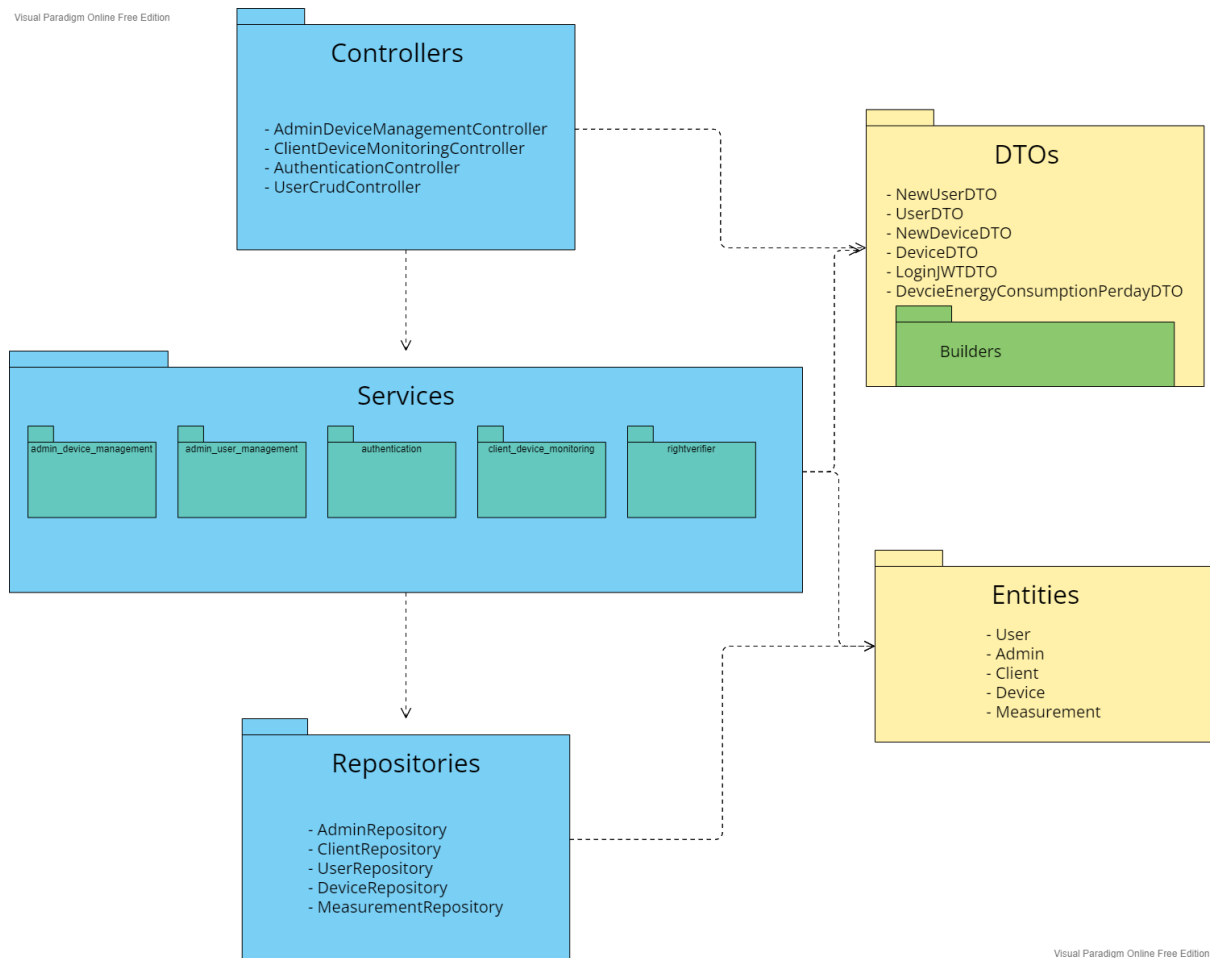 Visual Paradigm Online Free Edition
Controllers
- AdminDeviceManagementController
- ClientDeviceMonitoringController
- AuthenticationController
- UserCrudController
DTOs
- NewUserDTO
- UserDTO
- NewDeviceDTO
- DeviceDTO
- LoginJWTDTO
- DevcieEnergyConsumptionPerdayDTO
Builders
Services
admin_device_management
admin_user_management
authentication
client_device_monitoring
rightverifier
Entities
- User
- Admin
- Client
- Device
- Measurement
Repositories
- AdminRepository
- ClientRepository
- UserRepository
- DeviceRepository
- MeasurementRepository
Visual Paradigm Online Free Edition